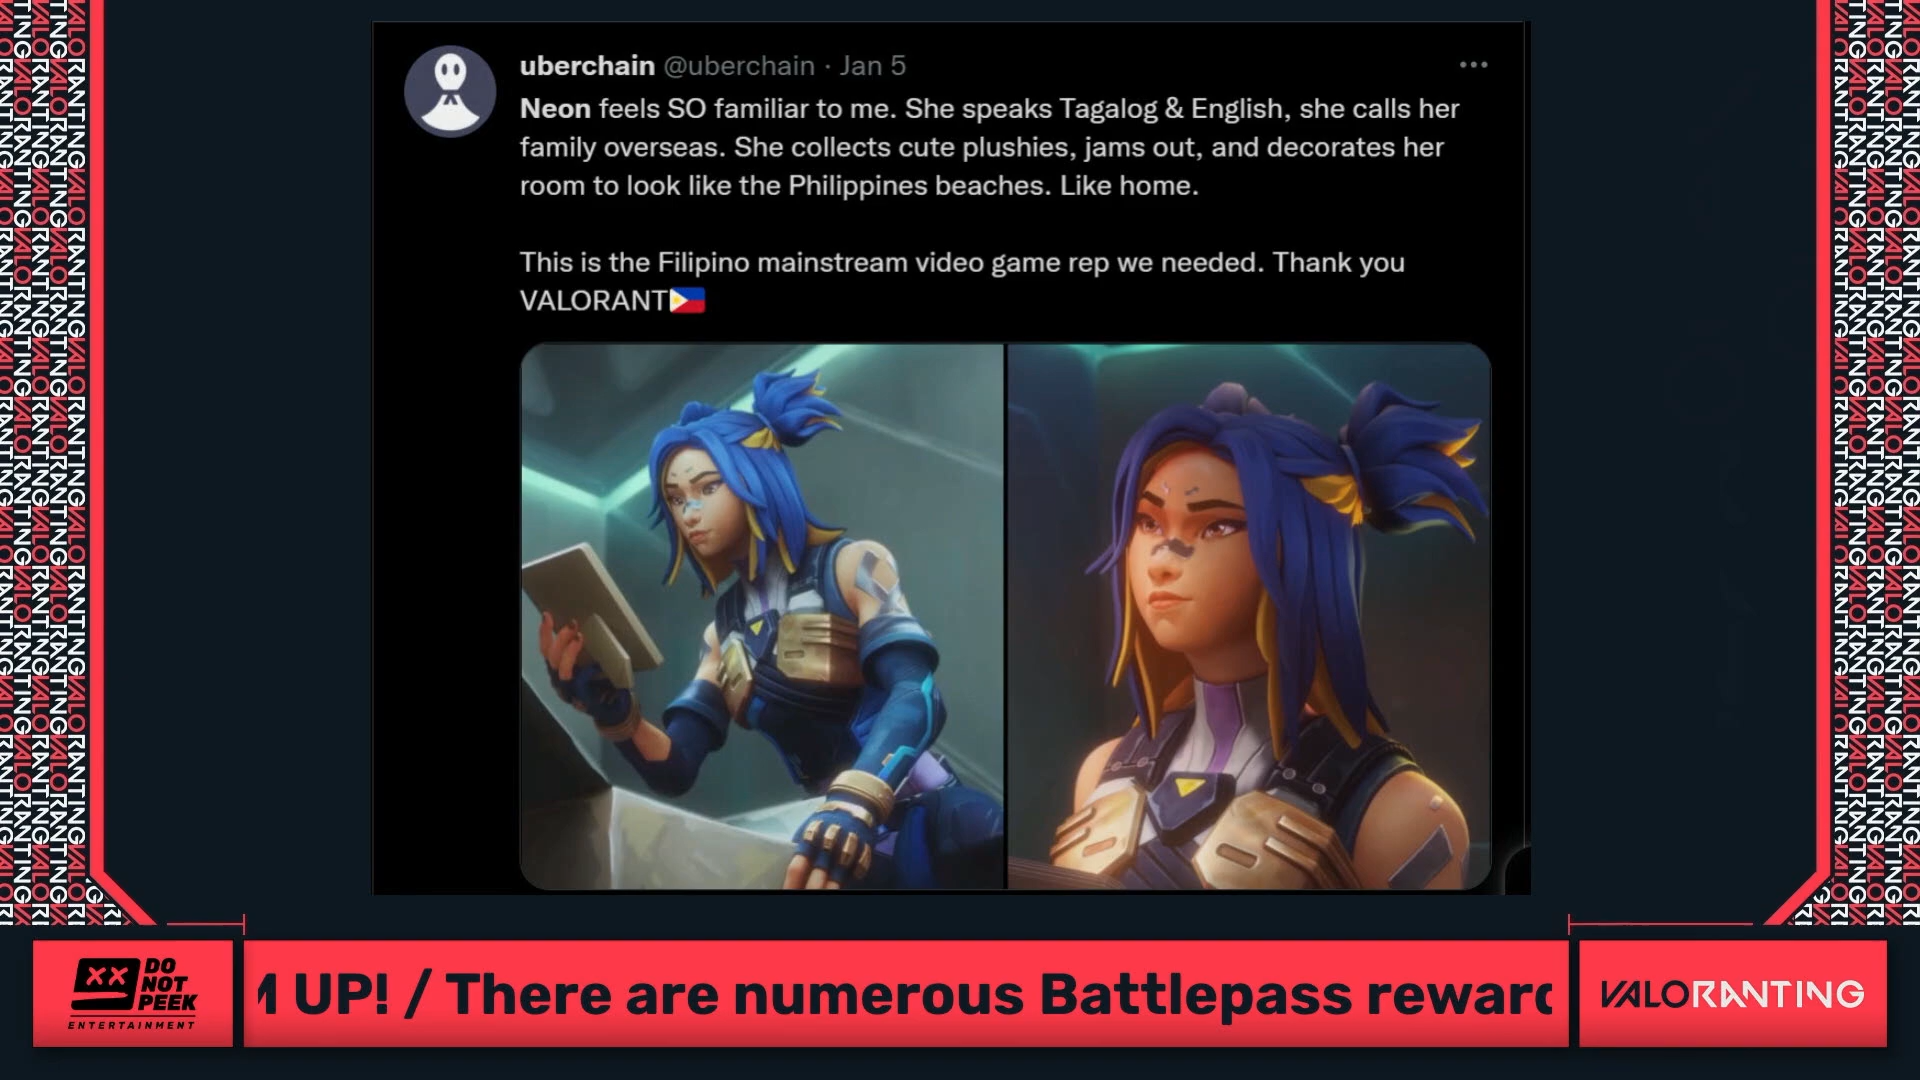 uberchain @uberchain · Jan 5
Neon feels SO familiar to me. She speaks Tagalog & English, she calls her
family overseas. She collects cute plushies, jams out, and decorates her
room to look like the Philippines beaches. Like home.
This is the Filipino mainstream video game rep we needed. Thank you
VALORANT🇵🇭
DO
NOT
PEEK
ENTERTAINMENT
UP! / There are numerous Battlepass
VALORANTING